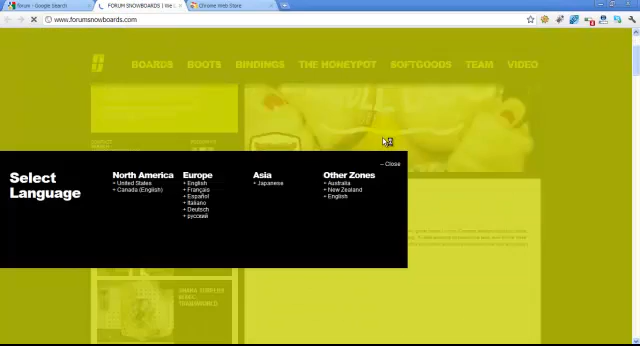 forum - Google Search
FORUM SNOWBOARDS | We
Chrome Web Store
www.forumsnowboards.com
BOARDS BOOTS BINDINGS THE HONEYPOT SOFTGOODS TEAM VIDEO
– Close
Select
Language
North America
+ United States
+ Canada (English)
Europe
+ English
+ Français
+ Español
+ Italiano
+ Deutsch
+ русский
Asia
+ Japanese
Other Zones
+ Australia
+ New Zealand
+ English